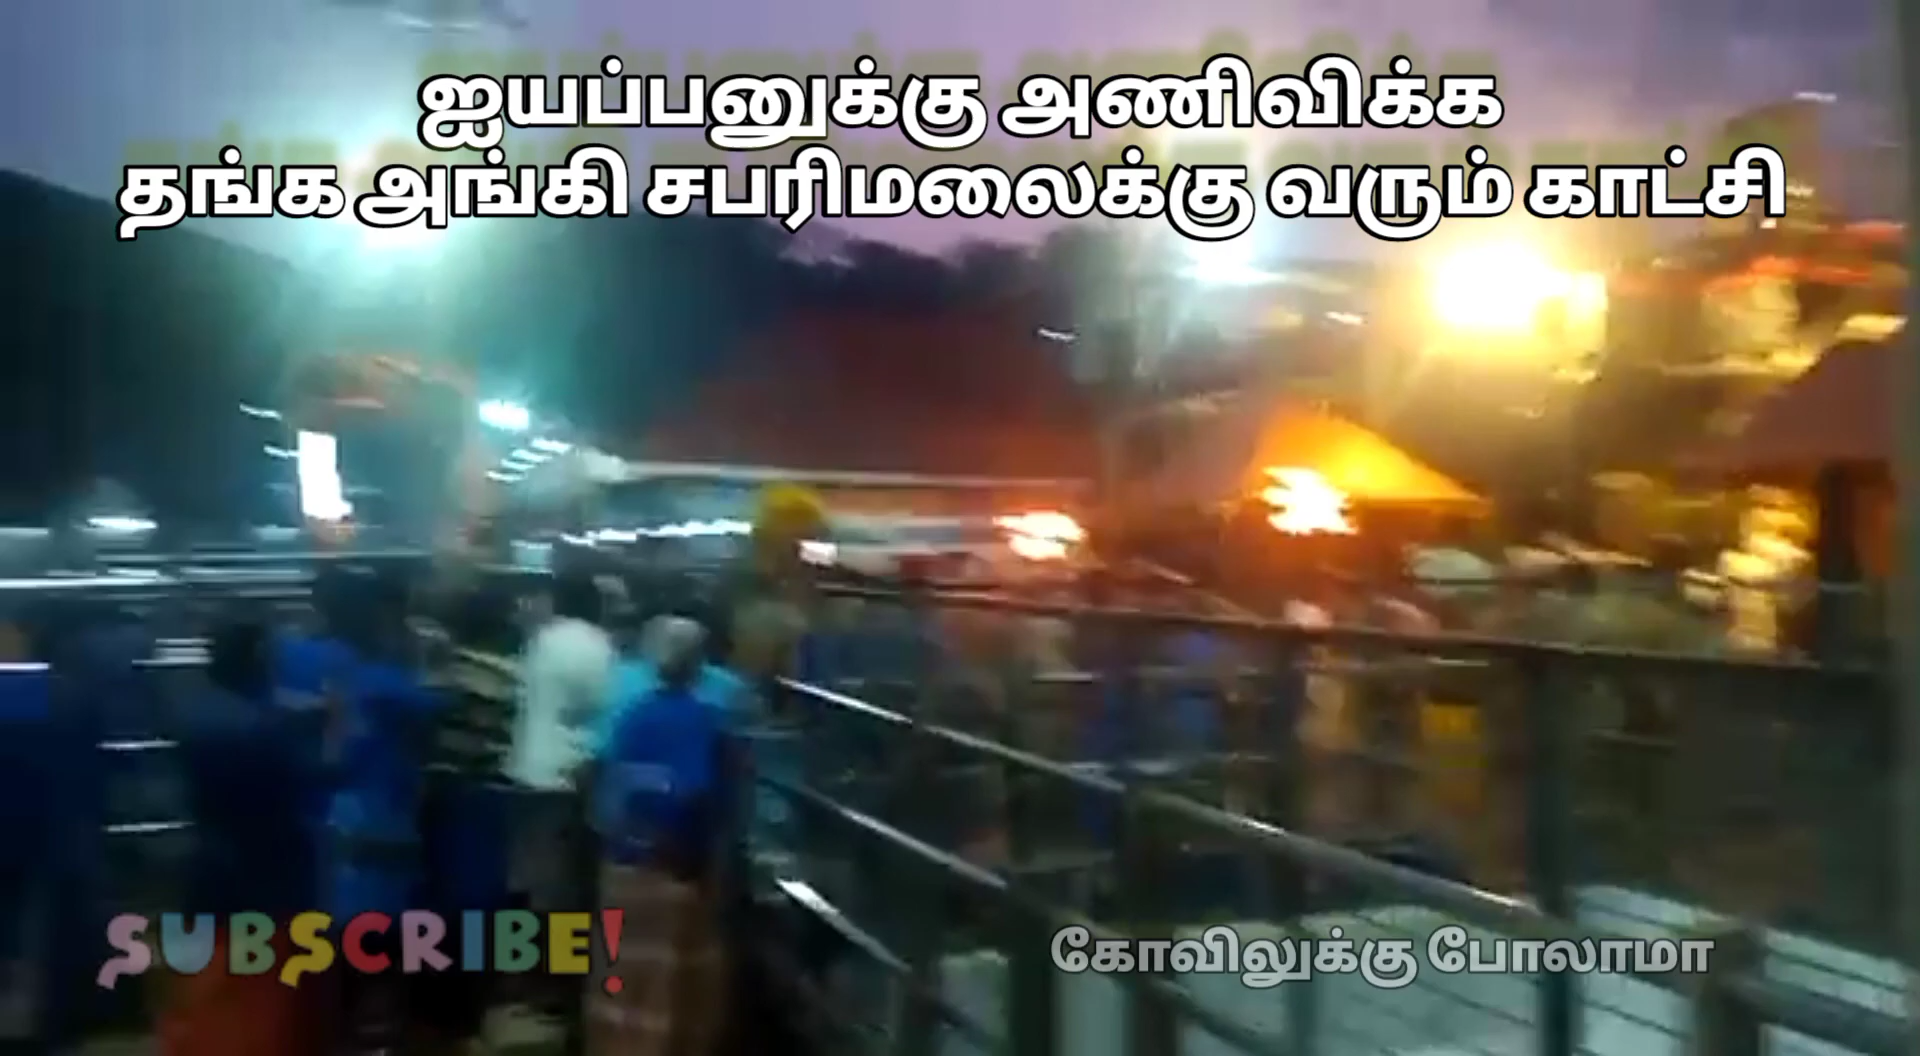 ஐயப்பனுக்கு அணிவிக்க
தங்க அங்கி சபரிமலைக்கு வரும் காட்சி
SUBSCRIBE!
கோவிலுக்கு போலாமா